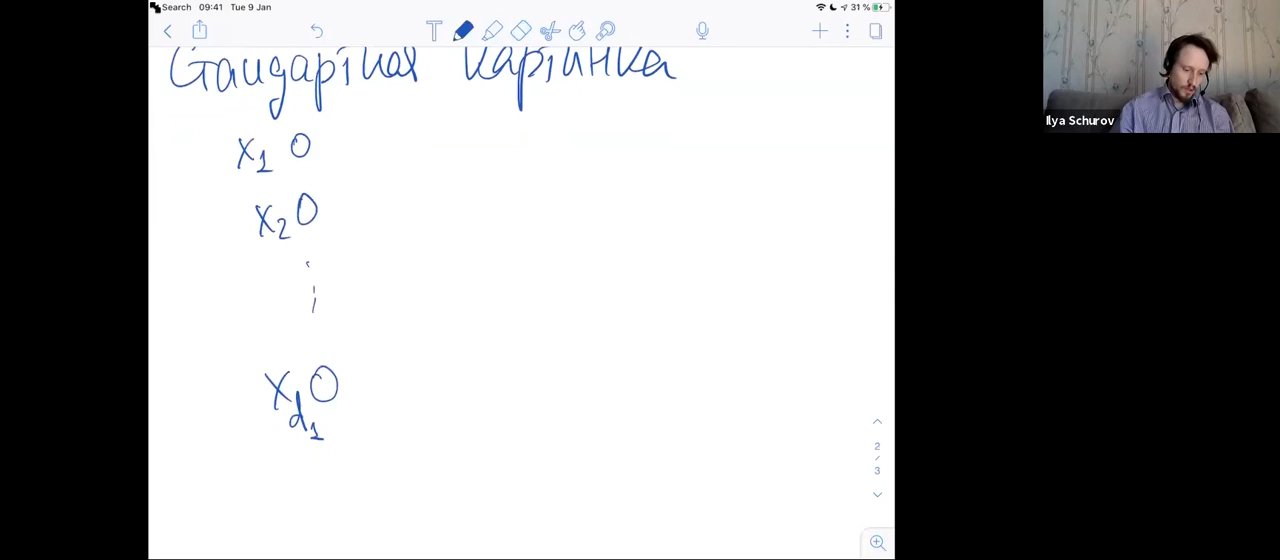 Search 09:41 Tue 9 Jan 31 %
Стандартная картинка
x₁
x₂
x_d₁
Ilya Schurov
2
/
3